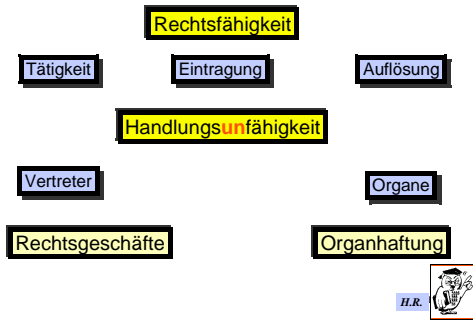 Rechtsfähigkeit
Tätigkeit Eintragung Auflösung
Handlungsunfähigkeit
Vertreter Organe
Rechtsgeschäfte Organhaftung
H.R.